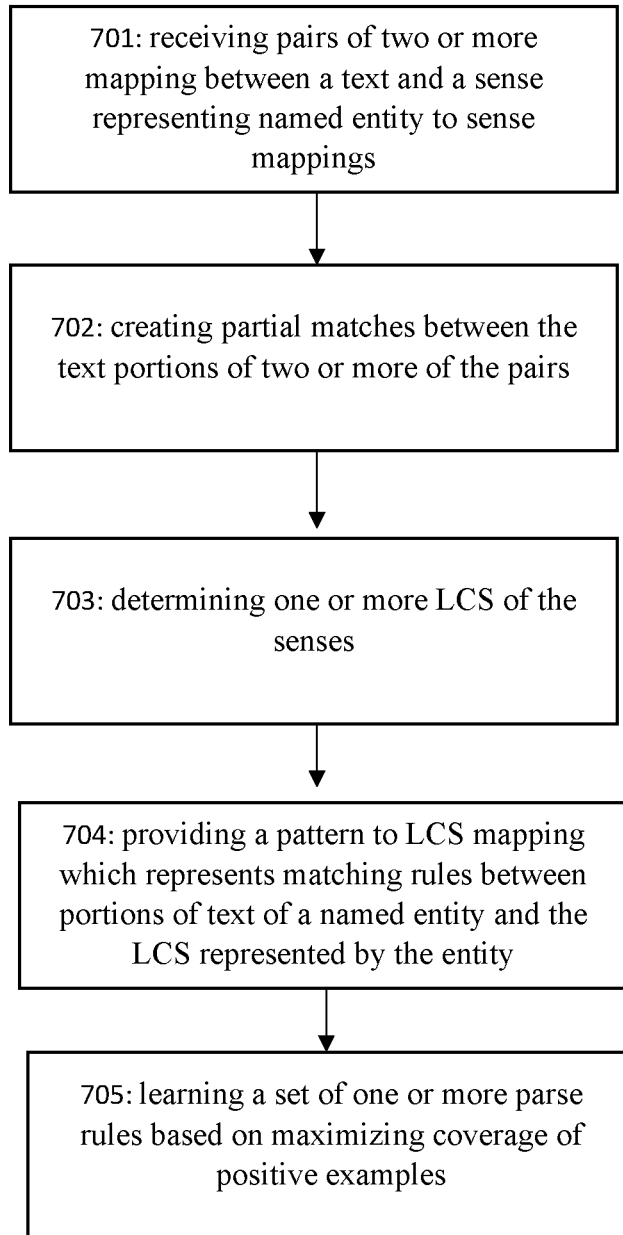 701: receiving pairs of two or more
mapping between a text and a sense
representing named entity to sense
mappings
702: creating partial matches between the
text portions of two or more of the pairs
703: determining one or more LCS of the
senses
704: providing a pattern to LCS mapping
which represents matching rules between
portions of text of a named entity and the
LCS represented by the entity
705: learning a set of one or more parse
rules based on maximizing coverage of
positive examples